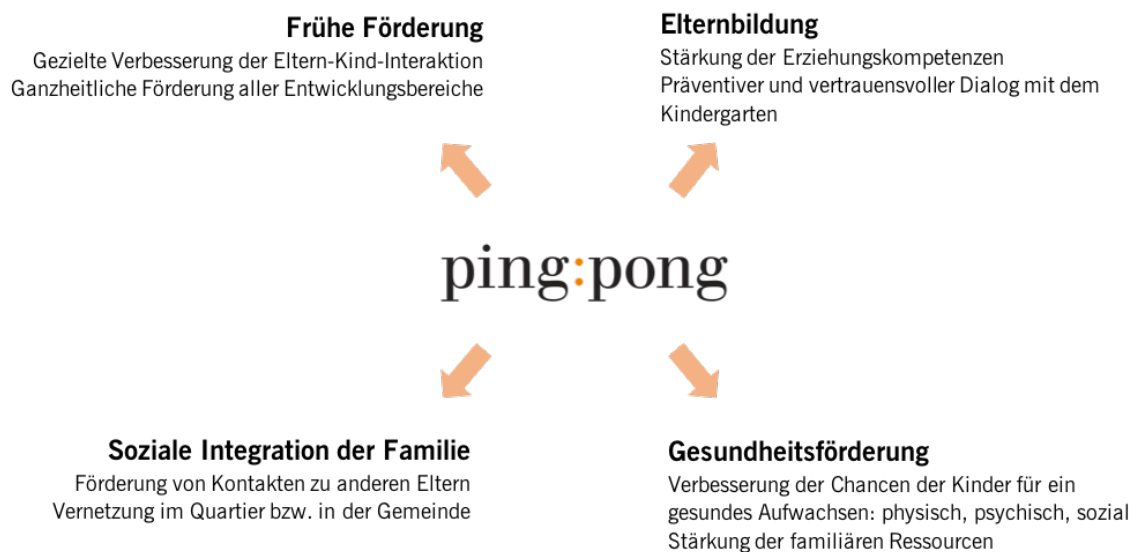 Frühe Förderung
Gezielte Verbesserung der Eltern-Kind-Interaktion
Ganzheitliche Förderung aller Entwicklungsbereiche
Elternbildung
Stärkung der Erziehungskompetenzen
Präventiver und vertrauensvoller Dialog mit dem
Kindergarten
ping:pong
Soziale Integration der Familie
Förderung von Kontakten zu anderen Eltern
Vernetzung im Quartier bzw. in der Gemeinde
Gesundheitsförderung
Verbesserung der Chancen der Kinder für ein
gesundes Aufwachsen: physisch, psychisch, sozial
Stärkung der familiären Ressourcen